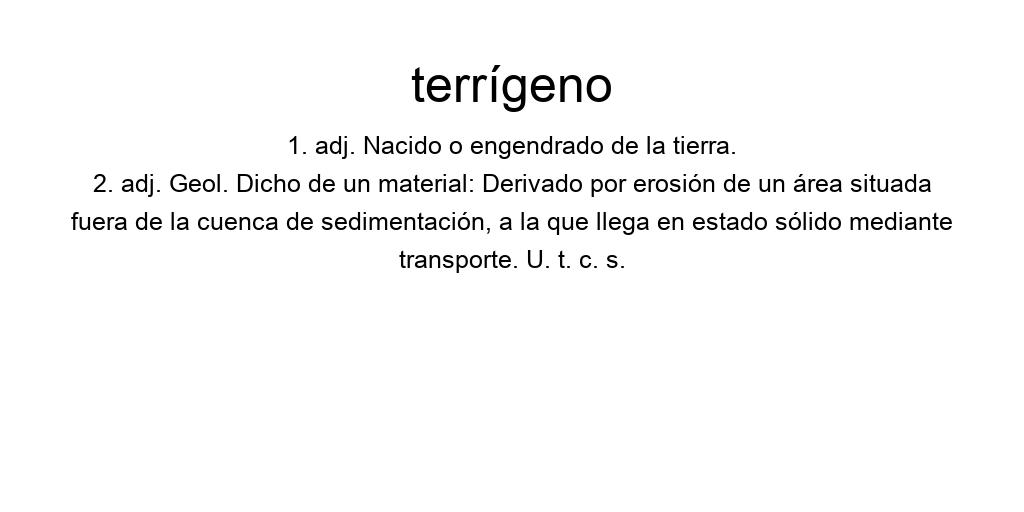 terrígeno
1. adj. Nacido o engendrado de la tierra.
2. adj. Geol. Dicho de un material: Derivado por erosión de un área situada
fuera de la cuenca de sedimentación, a la que llega en estado sólido mediante
transporte. U. t. c. s.